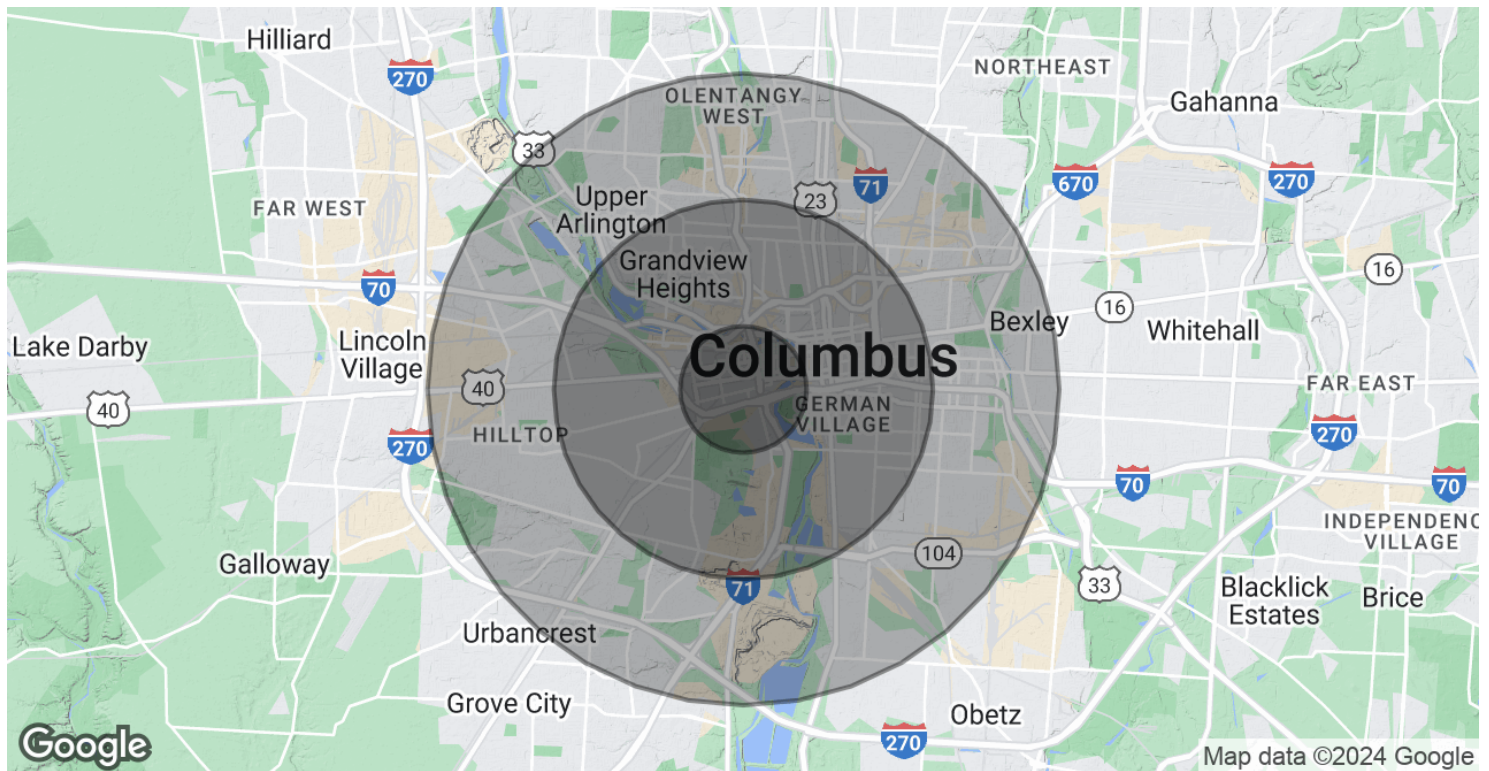 Hilliard
270
NORTHEAST
OLENTANGY
WEST
Gahanna
33
670
270
71
Upper
Arlington
23
FAR WEST
Grandview
Heights
16
70
16
Bexley
Whitehall
Lake Darby
Lincoln
Village
Columbus
40
40
FAR EAST
GERMAN
VILLAGE
270
HILLTOP
270
70
70
INDEPENDENC
VILLAGE
104
Galloway
71
33
Blacklick
Estates
Brice
Urbancrest
Grove City
Obetz
270
Google
Map data ©2024 Google